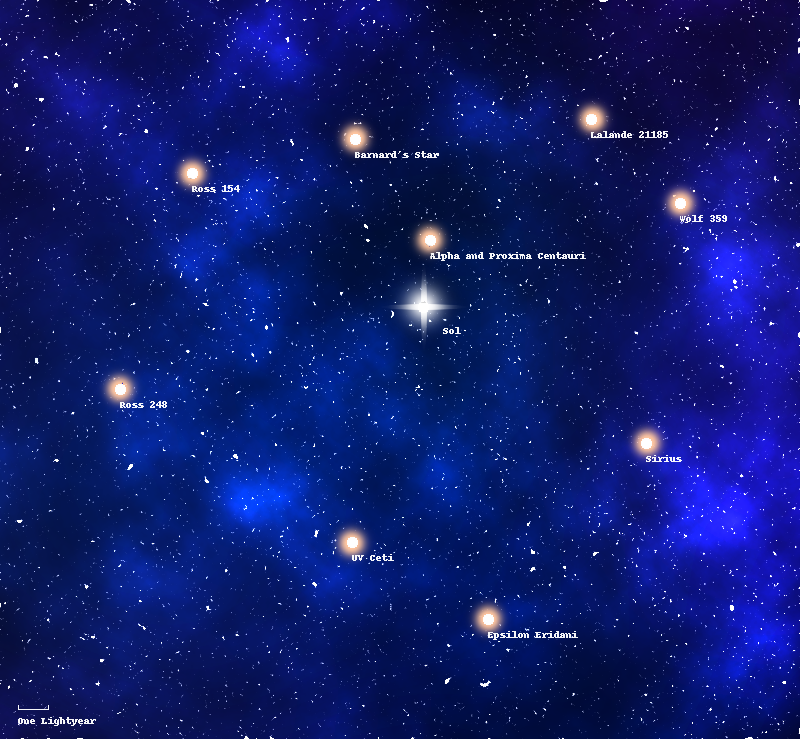 Lalande 21185
Barnard's Star
Ross 154
Wolf 359
Alpha and Proxima Centauri
Sol
Ross 248
Sirius
UV Ceti
Epsilon Eridani
One Lightyear